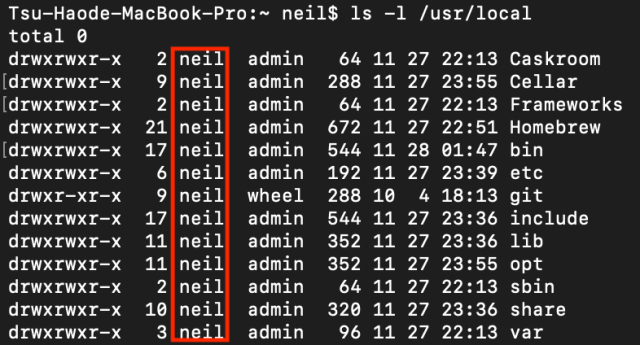 Tsu-Haode-MacBook-Pro:~ neil$ ls -l /usr/local
total 0
drwxrwxr-x   2 neil  admin   64 11 27 22:13 Caskroom
[drwxrwxr-x   9 neil  admin  288 11 27 23:55 Cellar
[drwxrwxr-x   2 neil  admin   64 11 27 22:13 Frameworks
drwxrwxr-x  21 neil  admin  672 11 27 22:51 Homebrew
[drwxrwxr-x  17 neil  admin  544 11 28 01:47 bin
drwxrwxr-x   6 neil  admin  192 11 27 23:39 etc
drwxr-xr-x   9 neil  wheel  288 10  4 18:13 git
drwxrwxr-x  17 neil  admin  544 11 27 23:36 include
drwxrwxr-x  11 neil  admin  352 11 27 23:36 lib
drwxrwxr-x  11 neil  admin  352 11 27 23:55 opt
drwxrwxr-x   2 neil  admin   64 11 27 22:13 sbin
drwxrwxr-x  10 neil  admin  320 11 27 23:36 share
drwxrwxr-x   3 neil  admin   96 11 27 22:13 var